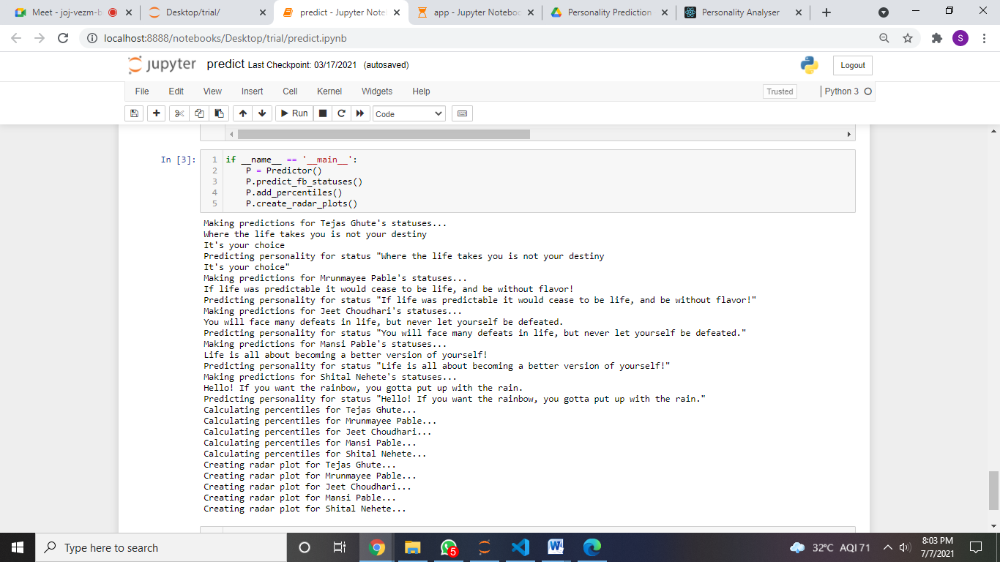 Meet - joj-vezm-b
Desktop/trial/
predict - Jupyter Note
app - Jupyter Noteboo
Personality Prediction
Personality Analyser
localhost:8888/notebooks/Desktop/trial/predict.ipynb
S
jupyter predict Last Checkpoint: 03/17/2021 (autosaved)
Logout
File Edit View Insert Cell Kernel Widgets Help
Trusted
Python 3
Run
Code
In [3]:
1 if __name__ == '__main__':
2 P = Predictor()
3 P.predict_fb_statuses()
4 P.add_percentiles()
5 P.create_radar_plots()
Making predictions for Tejas Ghute's statuses...
Where the life takes you is not your destiny
It's your choice
Predicting personality for status "Where the life takes you is not your destiny
It's your choice"
Making predictions for Mrunmayee Pable's statuses...
If life was predictable it would cease to be life, and be without flavor!
Predicting personality for status "If life was predictable it would cease to be life, and be without flavor!"
Making predictions for Jeet Choudhari's statuses...
You will face many defeats in life, but never let yourself be defeated.
Predicting personality for status "You will face many defeats in life, but never let yourself be defeated."
Making predictions for Mansi Pable's statuses...
Life is all about becoming a better version of yourself!
Predicting personality for status "Life is all about becoming a better version of yourself!"
Making predictions for Shital Nehete's statuses...
Hello! If you want the rainbow, you gotta put up with the rain.
Predicting personality for status "Hello! If you want the rainbow, you gotta put up with the rain."
Calculating percentiles for Tejas Ghute...
Calculating percentiles for Mrunmayee Pable...
Calculating percentiles for Jeet Choudhari...
Calculating percentiles for Mansi Pable...
Calculating percentiles for Shital Nehete...
Creating radar plot for Tejas Ghute...
Creating radar plot for Mrunmayee Pable...
Creating radar plot for Jeet Choudhari...
Creating radar plot for Mansi Pable...
Creating radar plot for Shital Nehete...
Type here to search
5
W
32°C AQI 71
8:03 PM
7/7/2021